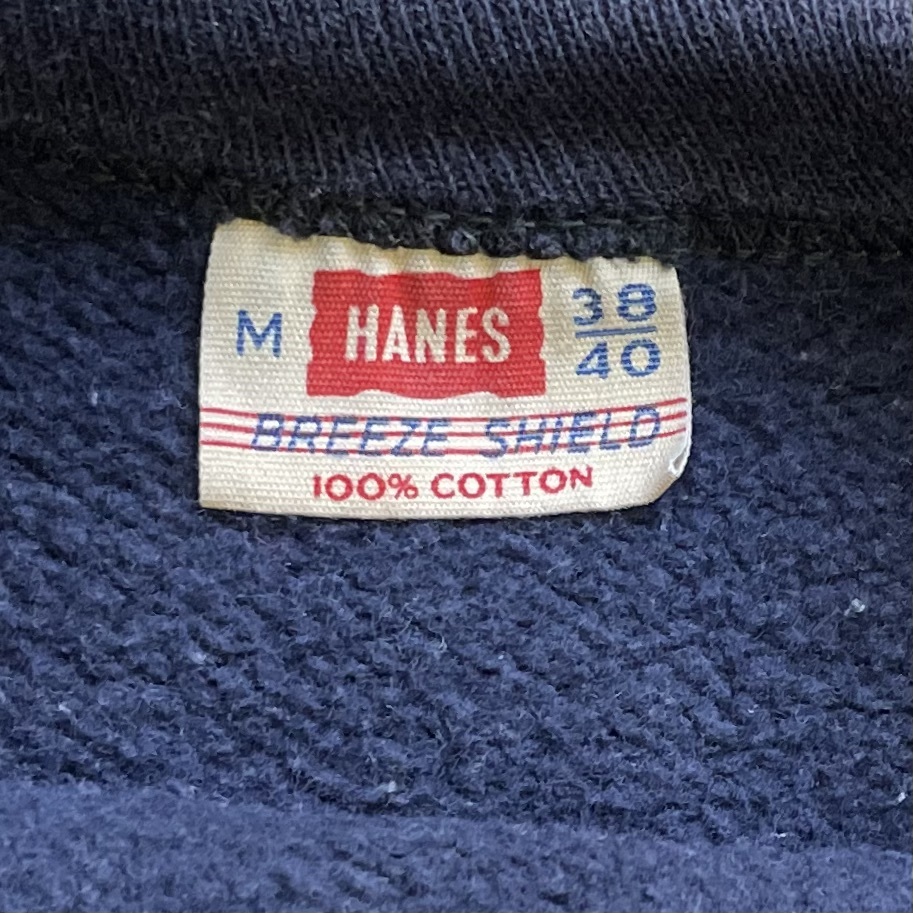 M HANES 38/40
BREEZE SHIELD
100% COTTON